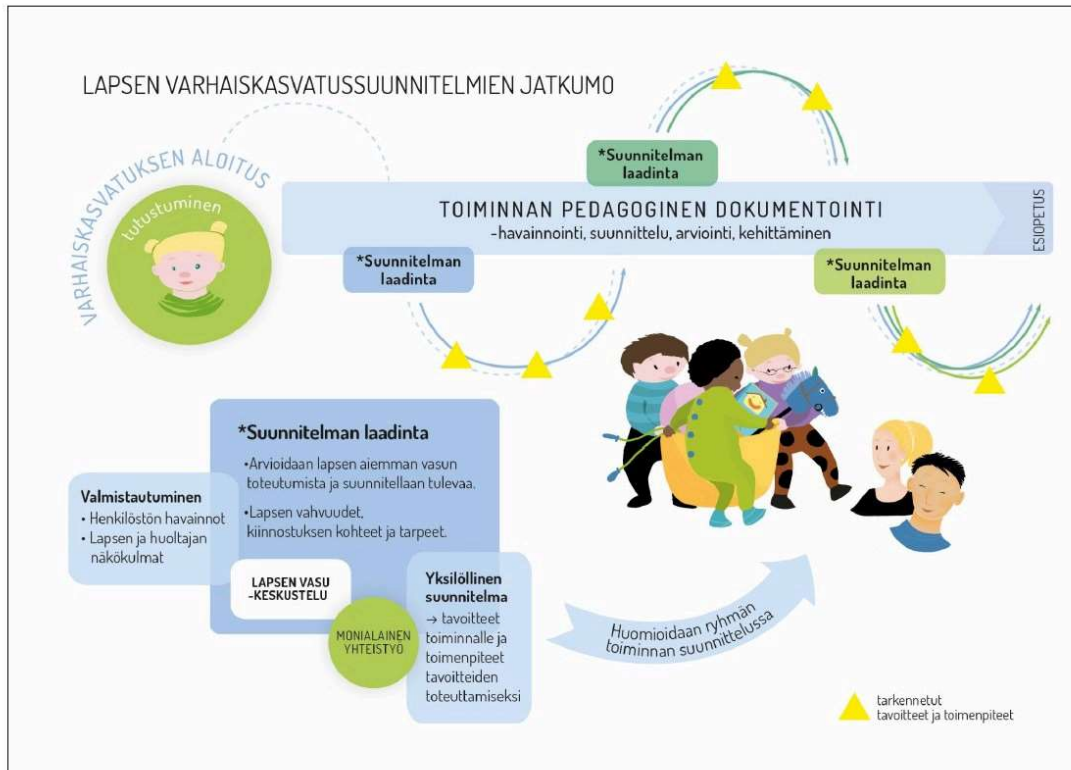 LAPSEN VARHAISKASVATUSSUUNNITELMIEN JATKUMO
VARHAISKASVATUKSEN ALOITUS
tutustuminen
*Suunnitelman
laadinta
TOIMINNAN PEDAGOGINEN DOKUMENTOINTI
-havainnointi, suunnittelu, arviointi, kehittäminen
ESIOPETUS
*Suunnitelman
laadinta
*Suunnitelman
laadinta
*Suunnitelman laadinta
•Arvioidaan lapsen aiemman vasun
toteutumista ja suunnitellaan tulevaa.
•Lapsen vahvuudet,
kiinnostuksen kohteet ja tarpeet.
Valmistautuminen
• Henkilöstön havainnot
• Lapsen ja huoltajan
näkökulmat
LAPSEN VASU
-KESKUSTELU
MONIALAINEN
YHTEISTYÖ
Yksilöllinen
suunnitelma
→ tavoitteet
toiminnalle ja
toimenpiteet
tavoitteiden
toteuttamiseksi
Huomioidaan ryhmän
toiminnan suunnittelussa
tarkennetut
tavoitteet ja toimenpiteet